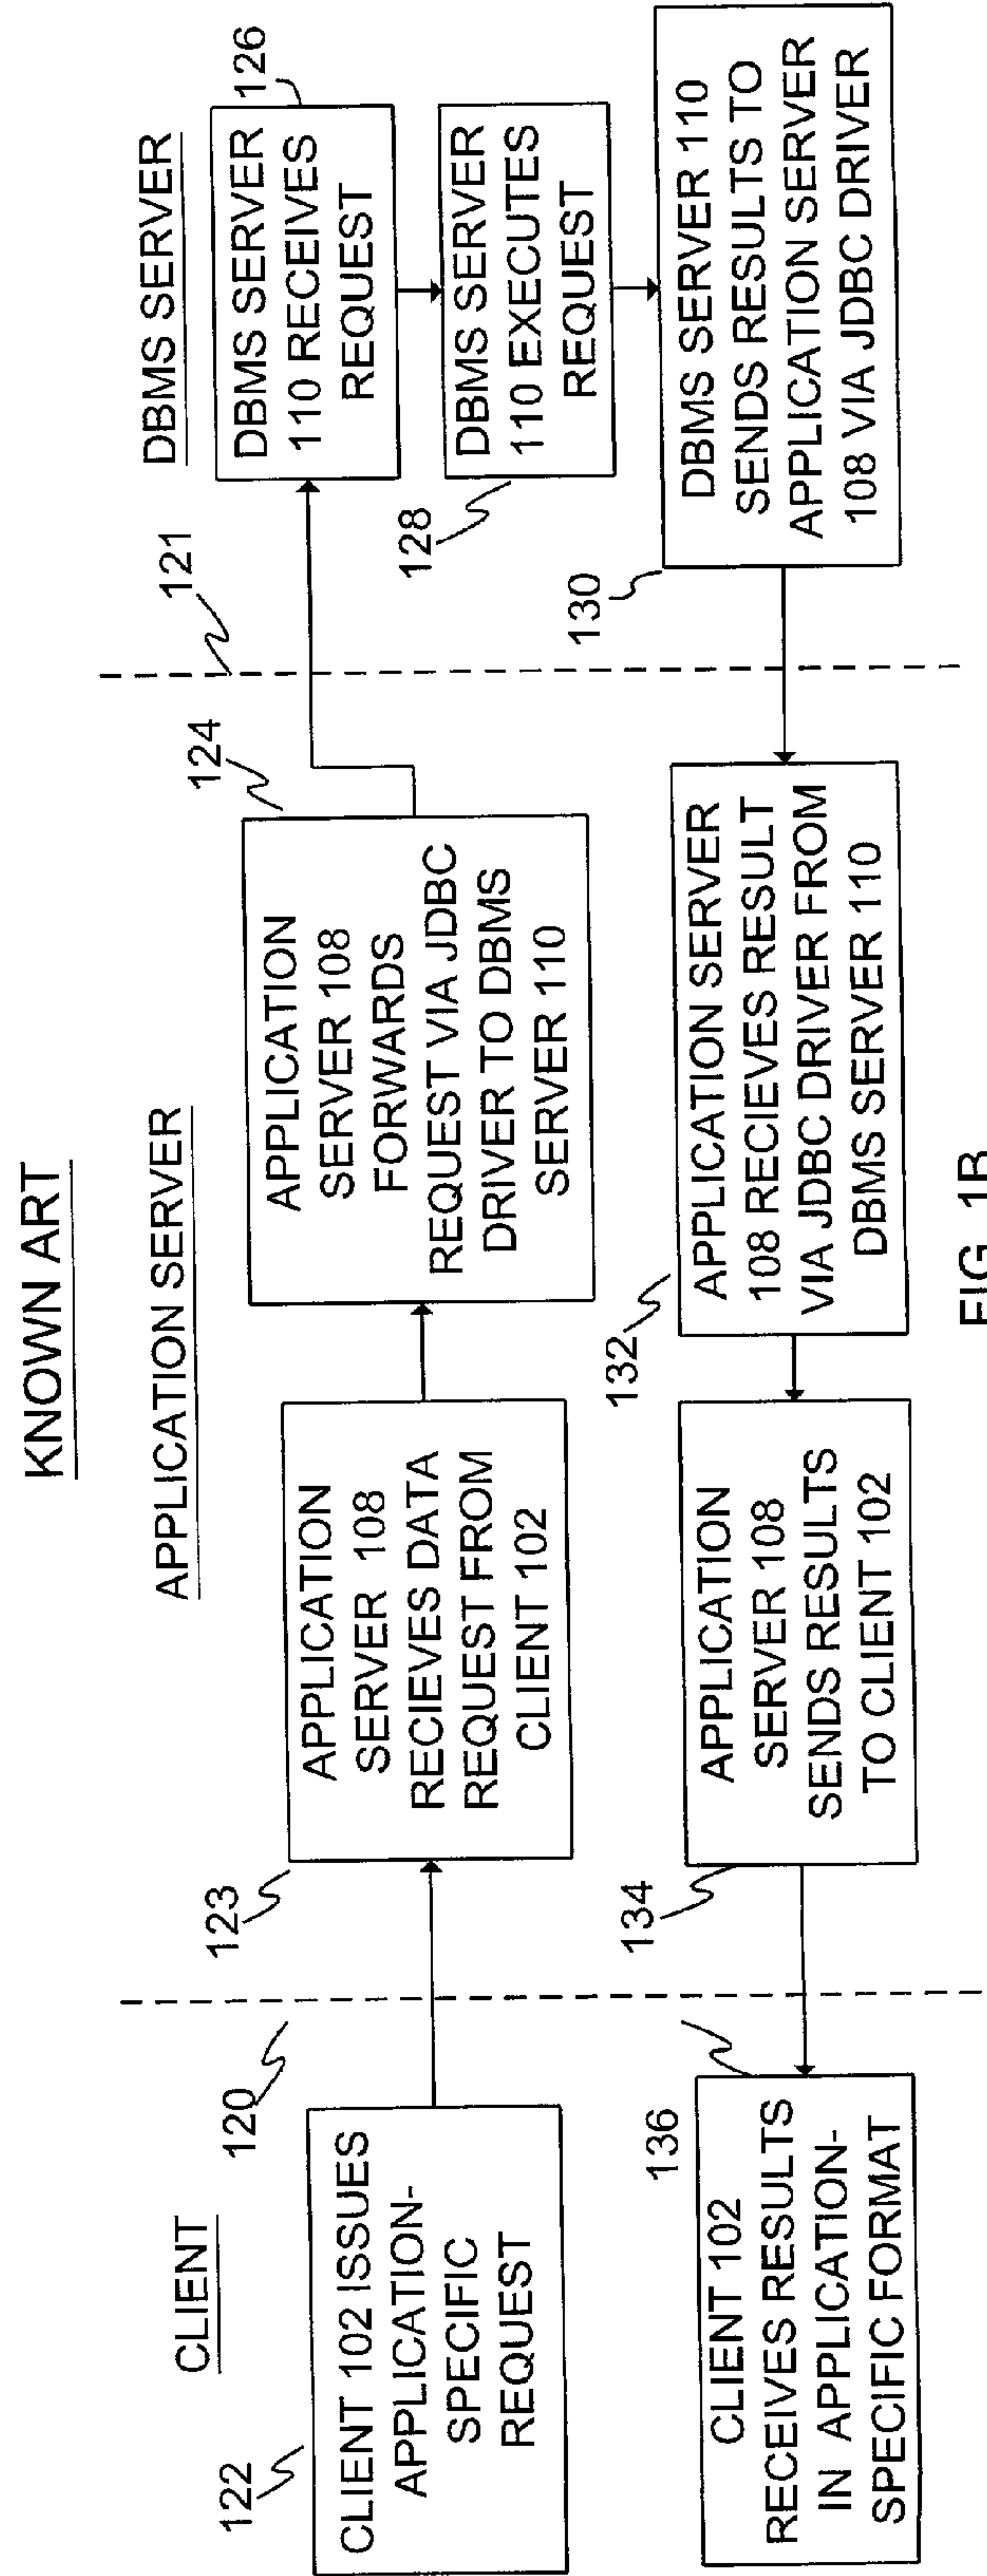 KNOWN ART
CLIENT
APPLICATION SERVER
DBMS SERVER
120
121
122
CLIENT 102 ISSUES
APPLICATION-
SPECIFIC
REQUEST
123
APPLICATION
SERVER 108
RECIEVES DATA
REQUEST FROM
CLIENT 102
124
APPLICATION
SERVER 108
FORWARDS
REQUEST VIA JDBC
DRIVER TO DBMS
SERVER 110
126
DBMS SERVER
110 RECEIVES
REQUEST
128
DBMS SERVER
110 EXECUTES
REQUEST
130
DBMS SERVER 110
SENDS RESULTS TO
APPLICATION SERVER
108 VIA JDBC DRIVER
132
APPLICATION SERVER
108 RECIEVES RESULT
VIA JDBC DRIVER FROM
DBMS SERVER 110
134
APPLICATION
SERVER 108
SENDS RESULTS
TO CLIENT 102
136
CLIENT 102
RECEIVES RESULTS
IN APPLICATION-
SPECIFIC FORMAT
FIG. 1B